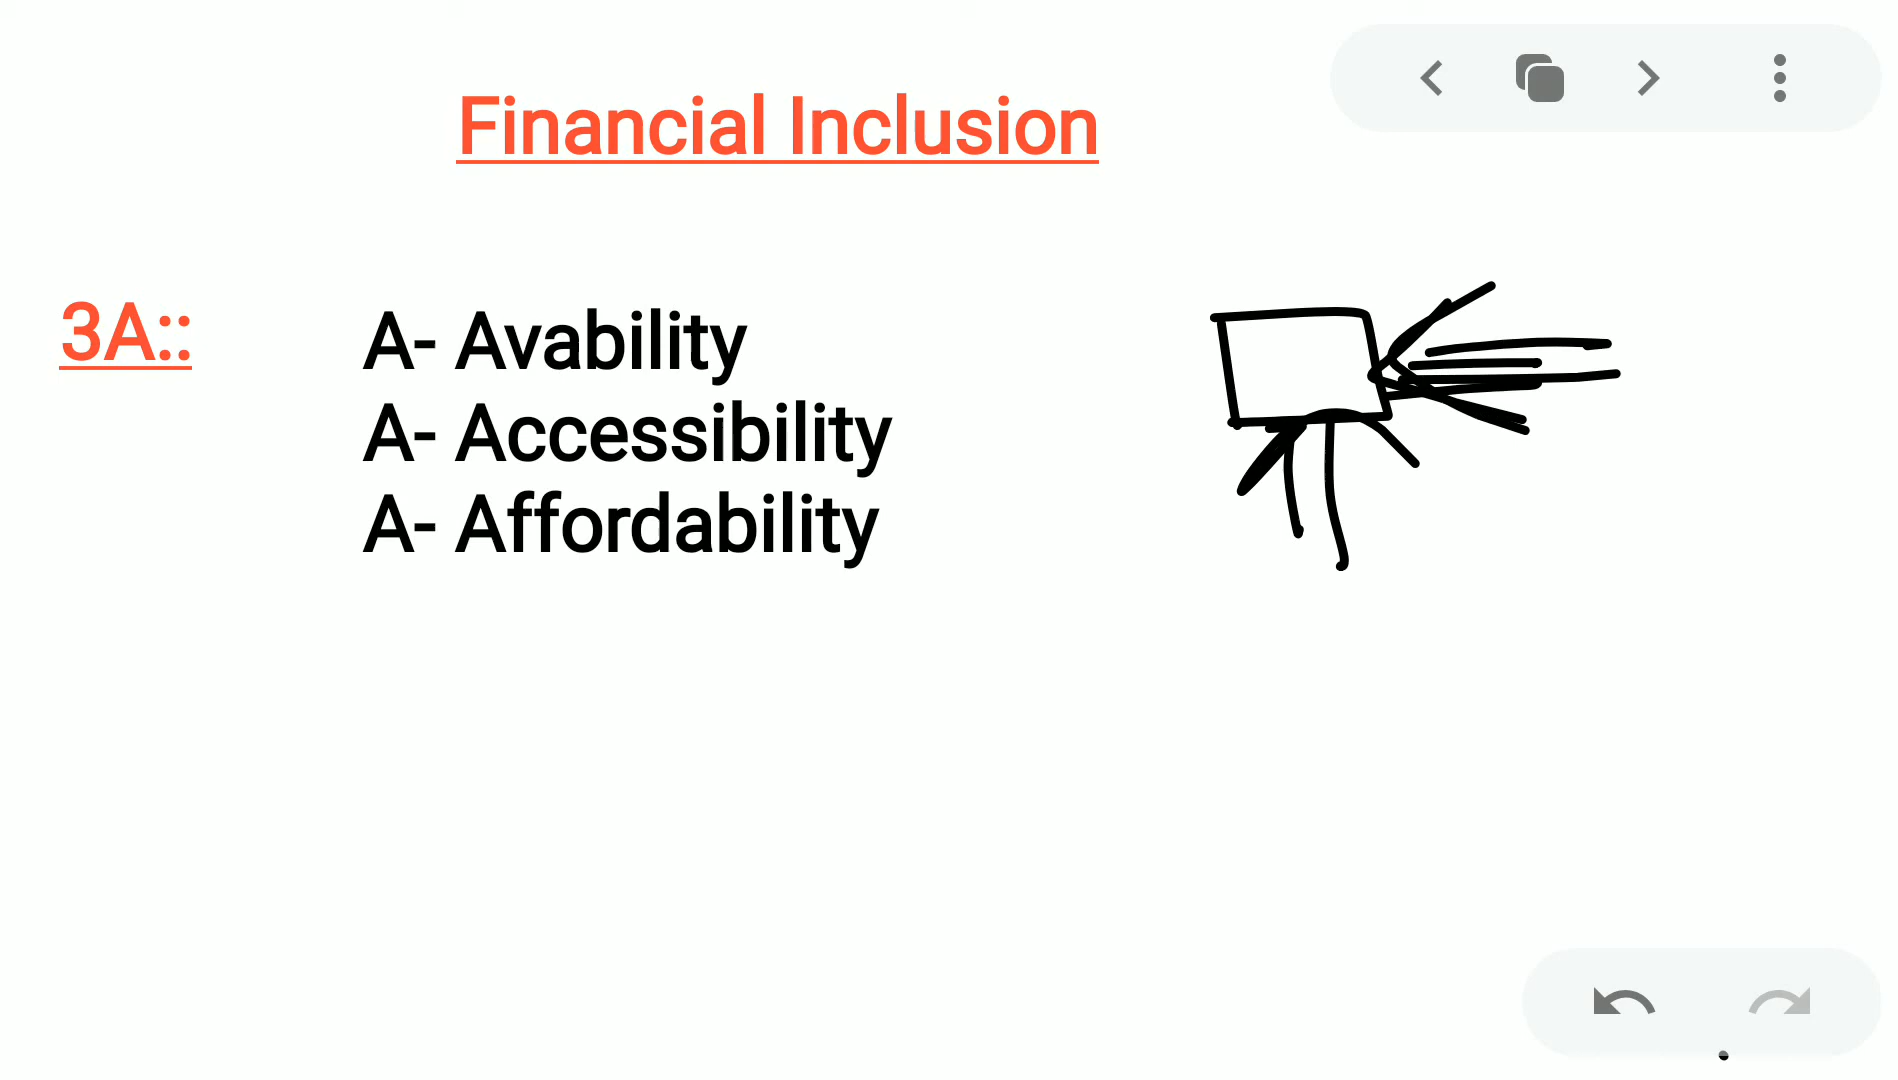 Financial Inclusion
3A::
A- Avability
A- Accessibility
A- Affordability